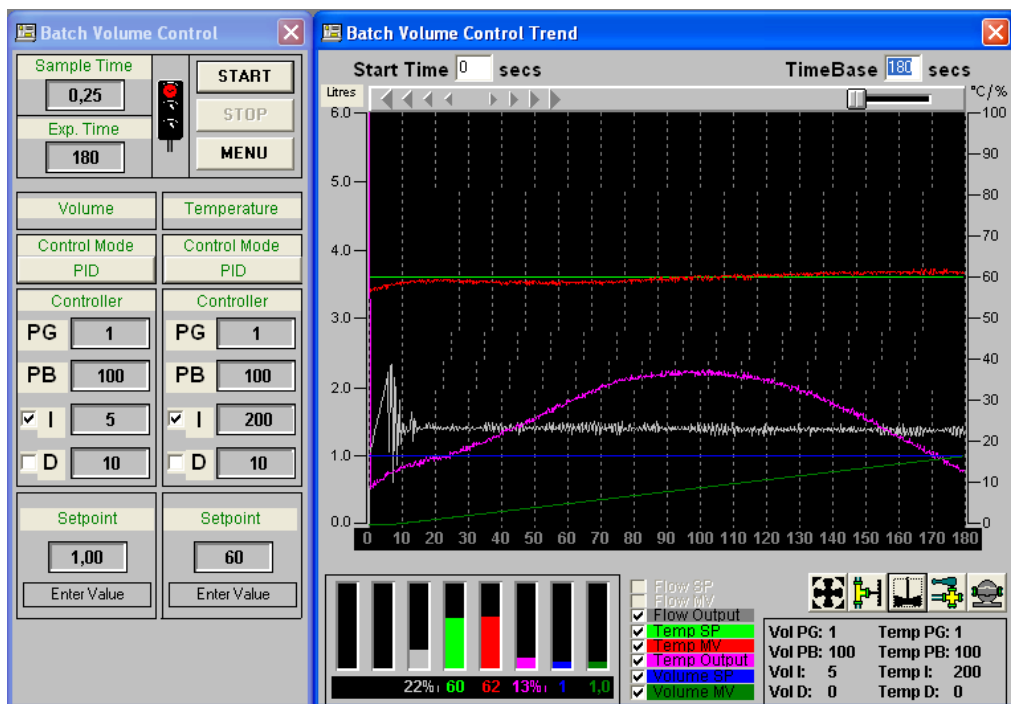 Batch Volume Control
Sample Time
0,25
Exp. Time
180
START
STOP
MENU
Volume Temperature
Control Mode Control Mode
PID PID
Controller Controller
PG 1 PG 1
PB 100 PB 100
I 5 I 200
D 10 D 10
Setpoint Setpoint
1,00 60
Enter Value Enter Value
Batch Volume Control Trend
Start Time 0 secs TimeBase 180 secs
Litres °C/%
6.0 100
90
5.0
80
4.0 70
60
3.0 50
40
2.0
30
20
1.0
10
0.0 0
0 10 20 30 40 50 60 70 80 90 100 110 120 130 140 150 160 170 180
22% 60 62 13% 1 1,0
Flow SP
Flow MV
Flow Output
Temp SP
Temp MV
Temp Output
Volume SP
Volume MV
Vol PG: 1 Temp PG: 1
Vol PB: 100 Temp PB: 100
Vol I: 5 Temp I: 200
Vol D: 0 Temp D: 0